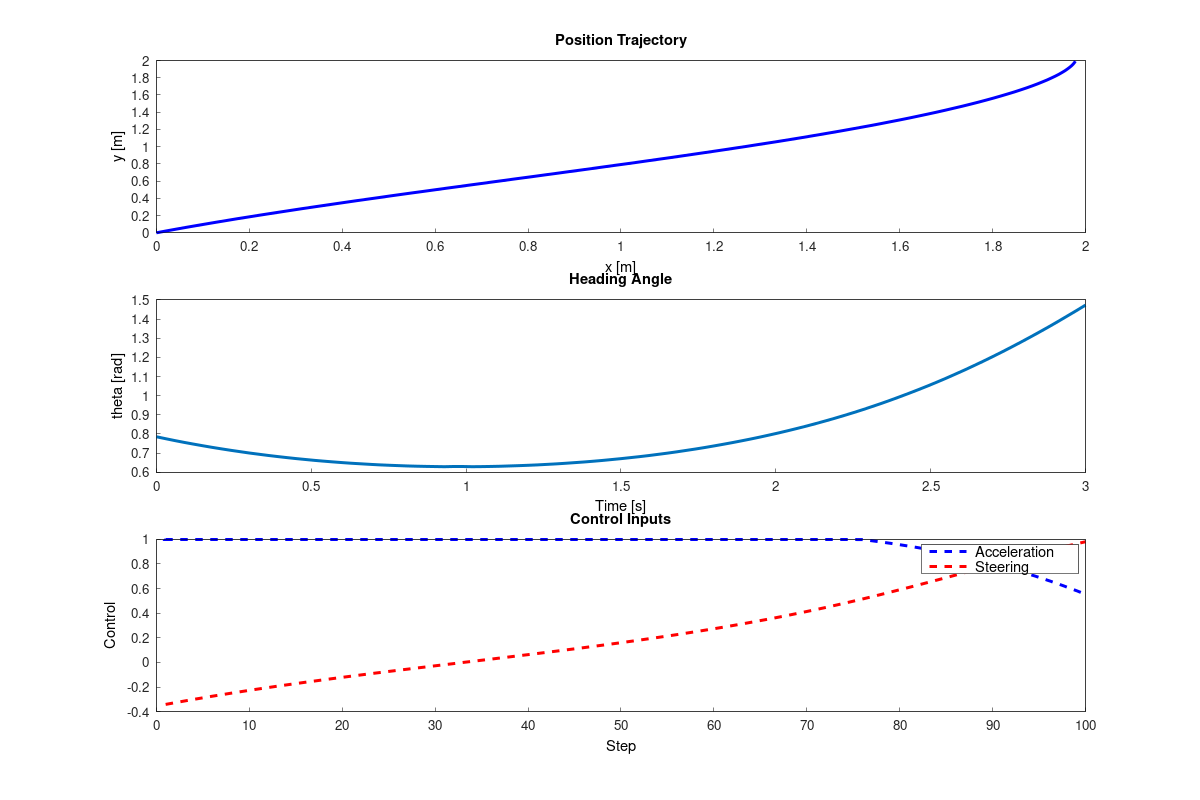 Position Trajectory
2
1.8
1.6
1.4
1.2
1
0.8
0.6
0.4
0.2
0
y [m]
0 0.2 0.4 0.6 0.8 1 1.2 1.4 1.6 1.8 2
x [m]
Heading Angle
1.5
1.4
1.3
1.2
1.1
1
0.9
0.8
0.7
0.6
theta [rad]
0 0.5 1 1.5 2 2.5 3
Time [s]
Control Inputs
1
0.8
0.6
0.4
0.2
0
-0.2
-0.4
Control
Acceleration
Steering
0 10 20 30 40 50 60 70 80 90 100
Step